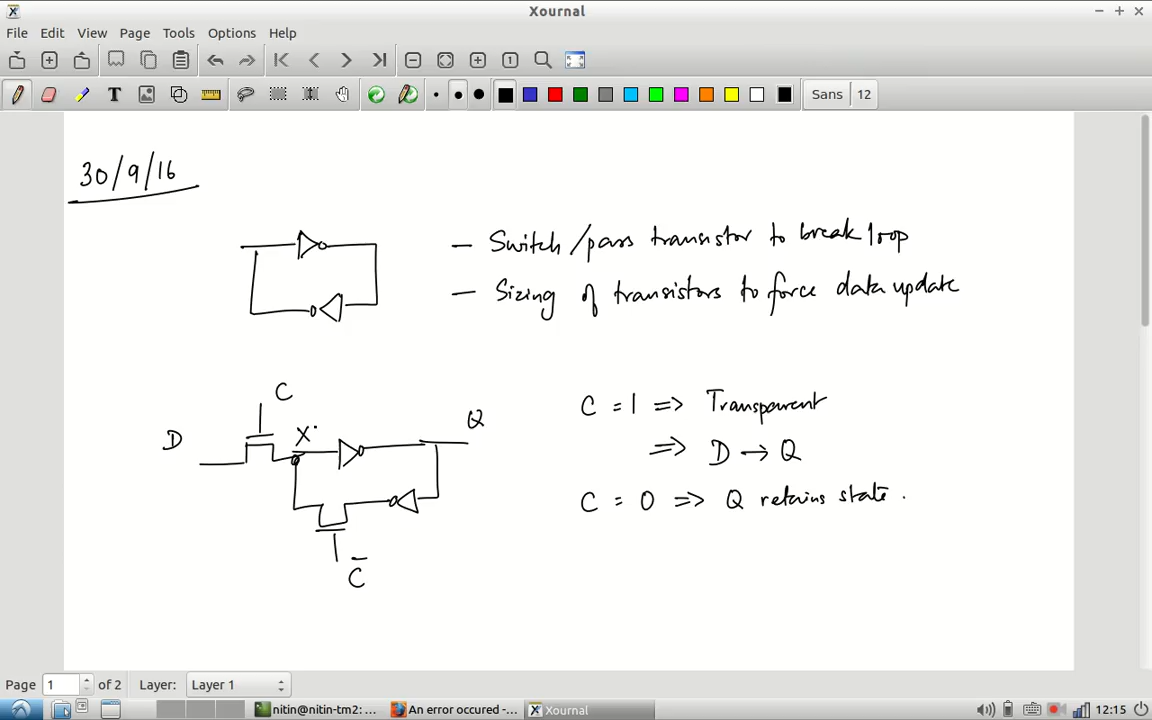 Xournal
File Edit View Page Tools Options Help
Sans 12
30/9/16
— Switch/pass transistor to break loop
— Sizing of transistors to force data update
C
D
X
Q
C̄
C = 1 => Transparent
=> D → Q
C = 0 => Q retains state.
Page 1 of 2 Layer: Layer 1
nitin@nitin-tm2: ... An error occured -... Xournal 12:15